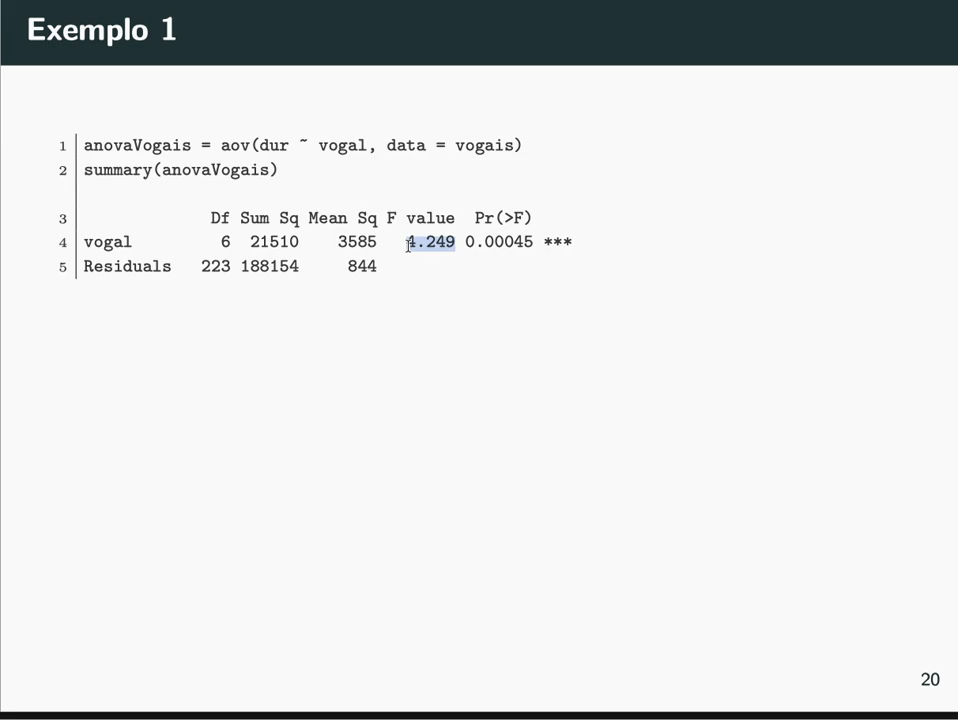 Exemplo 1
1 anovaVogais = aov(dur ~ vogal, data = vogais)
2 summary(anovaVogais)
3 Df Sum Sq Mean Sq F value Pr(>F)
4 vogal 6 21510 3585 4.249 0.00045 ***
5 Residuals 223 188154 844
20